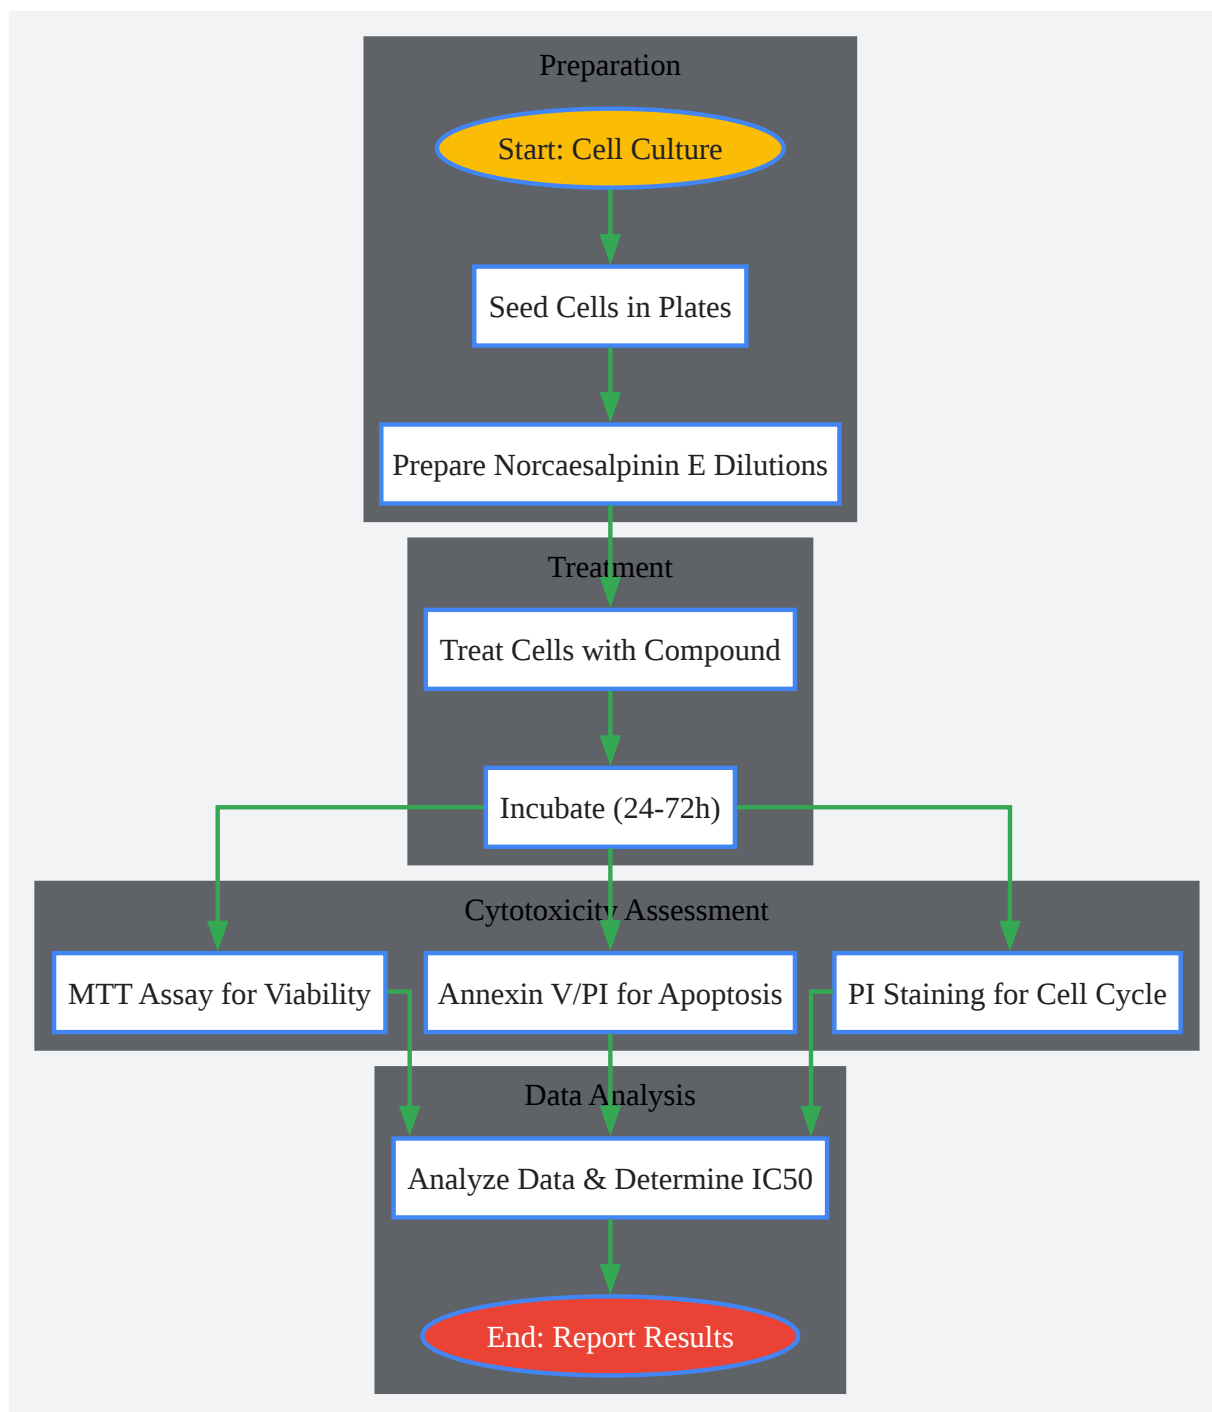 Preparation
Start: Cell Culture
Seed Cells in Plates
Prepare Norcaesalpinin E Dilutions
Treatment
Treat Cells with Compound
Incubate (24-72h)
Cytotoxicity Assessment
MTT Assay for Viability
Annexin V/PI for Apoptosis
PI Staining for Cell Cycle
Data Analysis
Analyze Data & Determine IC50
End: Report Results